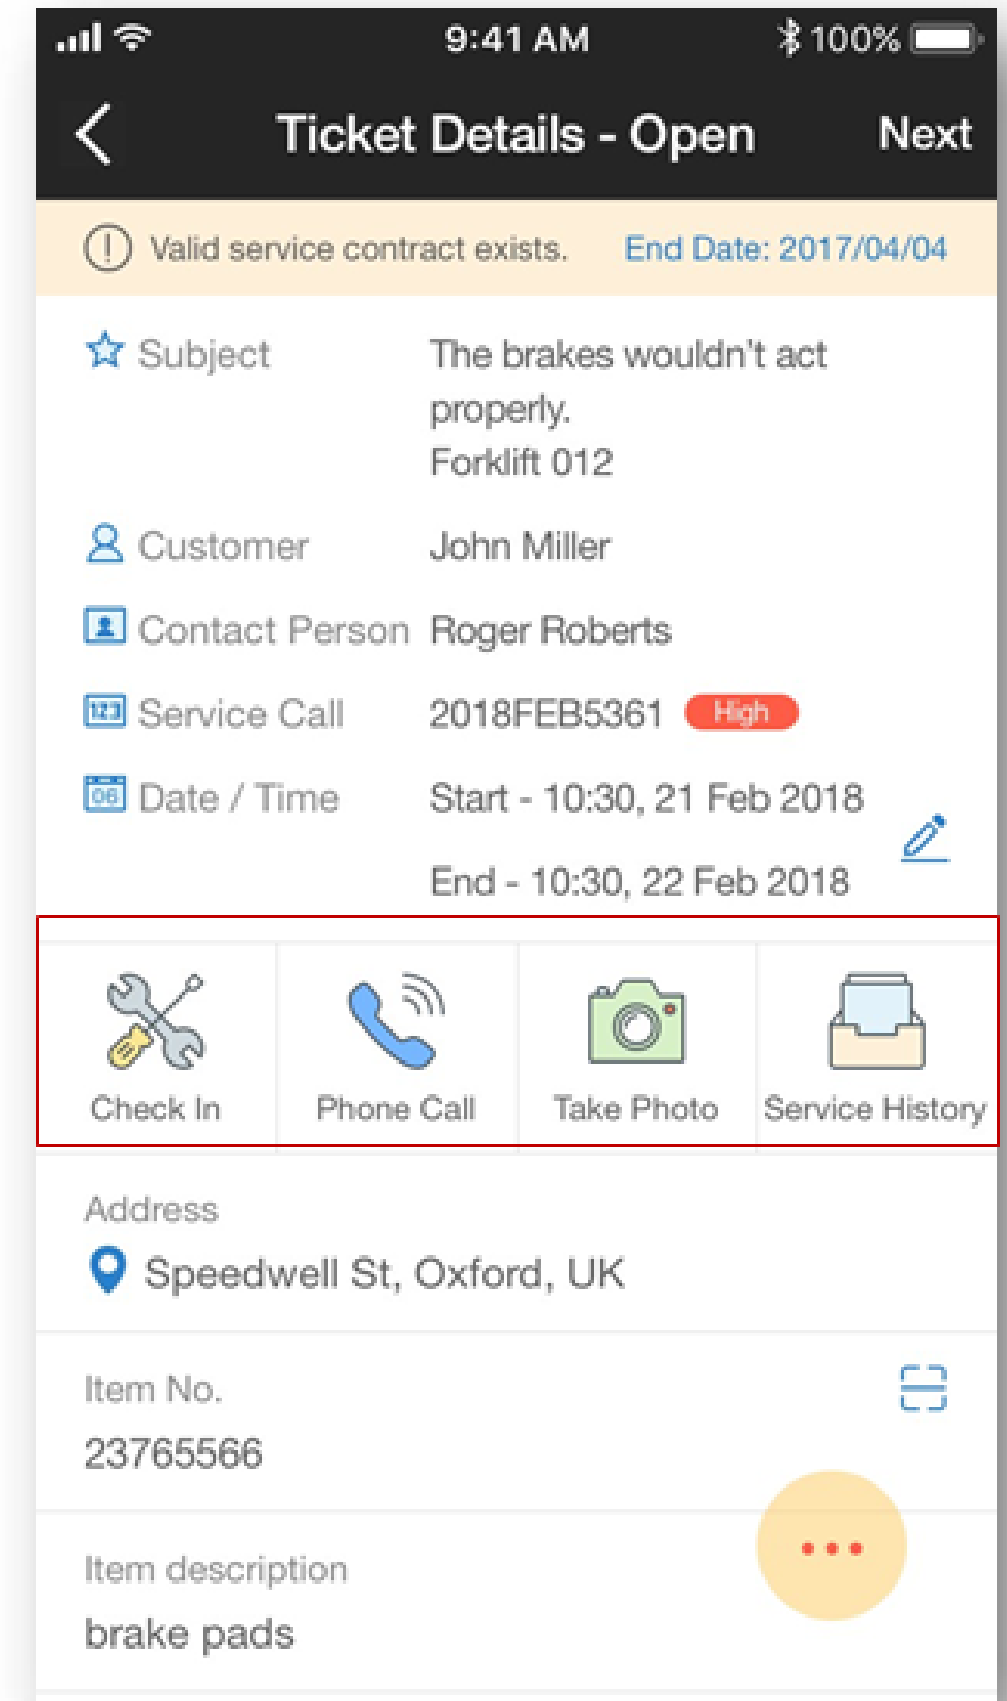 9:41 AM 100%
Ticket Details - Open Next
Valid service contract exists. End Date: 2017/04/04
Subject The brakes wouldn't act
properly.
Forklift 012
Customer John Miller
Contact Person Roger Roberts
123 Service Call 2018FEB5361 High
06 Date / Time Start - 10:30, 21 Feb 2018
End - 10:30, 22 Feb 2018
Check In Phone Call Take Photo Service History
Address
Speedwell St, Oxford, UK
Item No.
23765566
Item description
brake pads